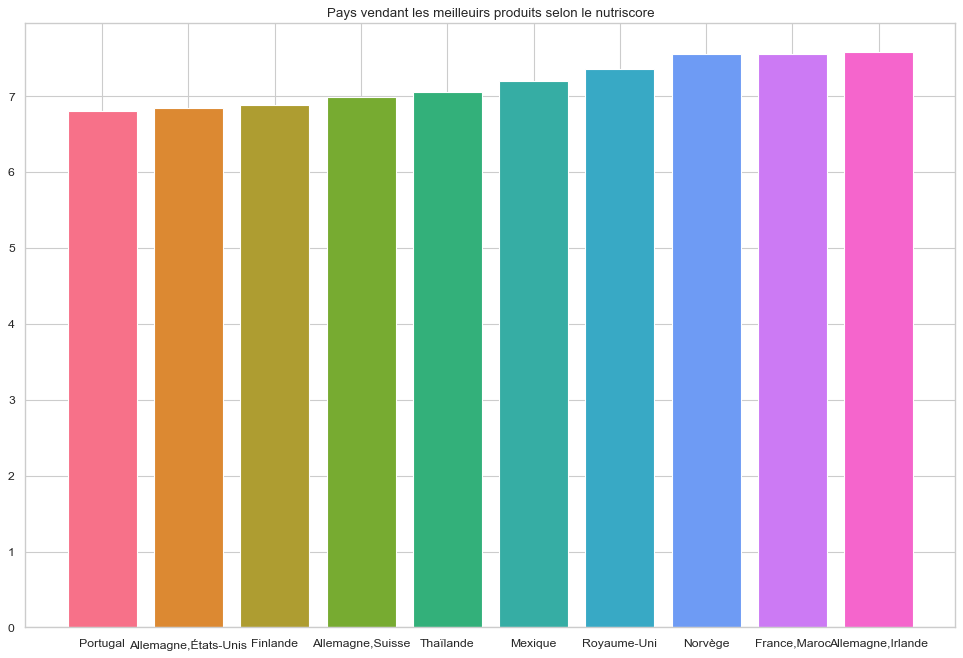 Pays vendant les meilleuirs produits selon le nutriscore
7
6
5
4
3
2
1
0
Portugal
Allemagne,États-Unis
Finlande
Allemagne,Suisse
Thaïlande
Mexique
Royaume-Uni
Norvège
France,Maroc
Allemagne,Irlande